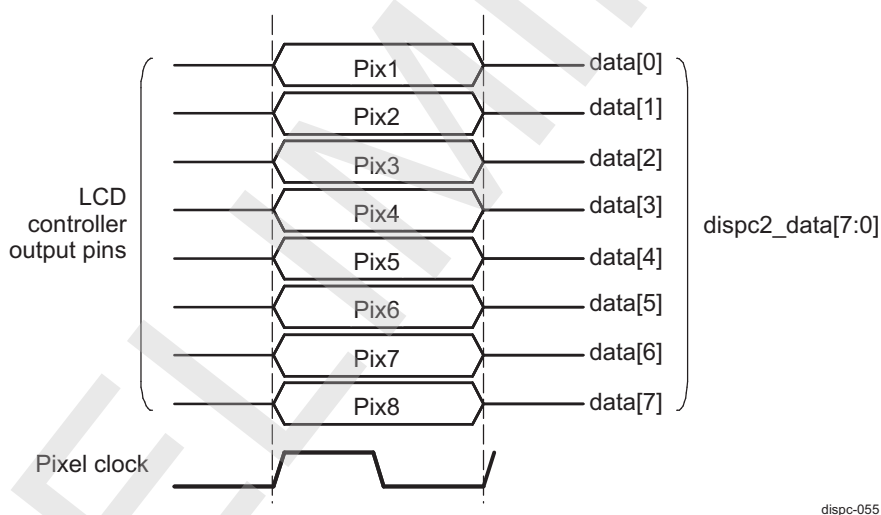 Pix1 data[0]
Pix2 data[1]
Pix3 data[2]
LCD
controller
output pins
Pix4 data[3]
dispc2_data[7:0]
Pix5 data[4]
Pix6 data[5]
Pix7 data[6]
Pix8 data[7]
Pixel clock
dispc-055